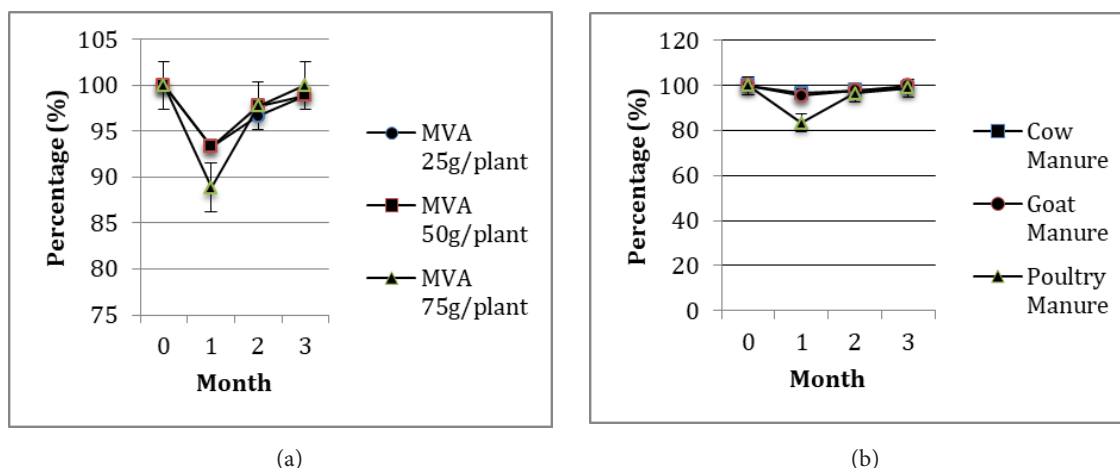 105
100
95
90
85
80
75
Percentage (%)
0 1 2 3
Month
MVA
25g/plant
MVA
50g/plant
MVA
75g/plant
(a)
120
100
80
60
40
20
0
Percentage (%)
0 1 2 3
Month
Cow
Manure
Goat
Manure
Poultry
Manure
(b)